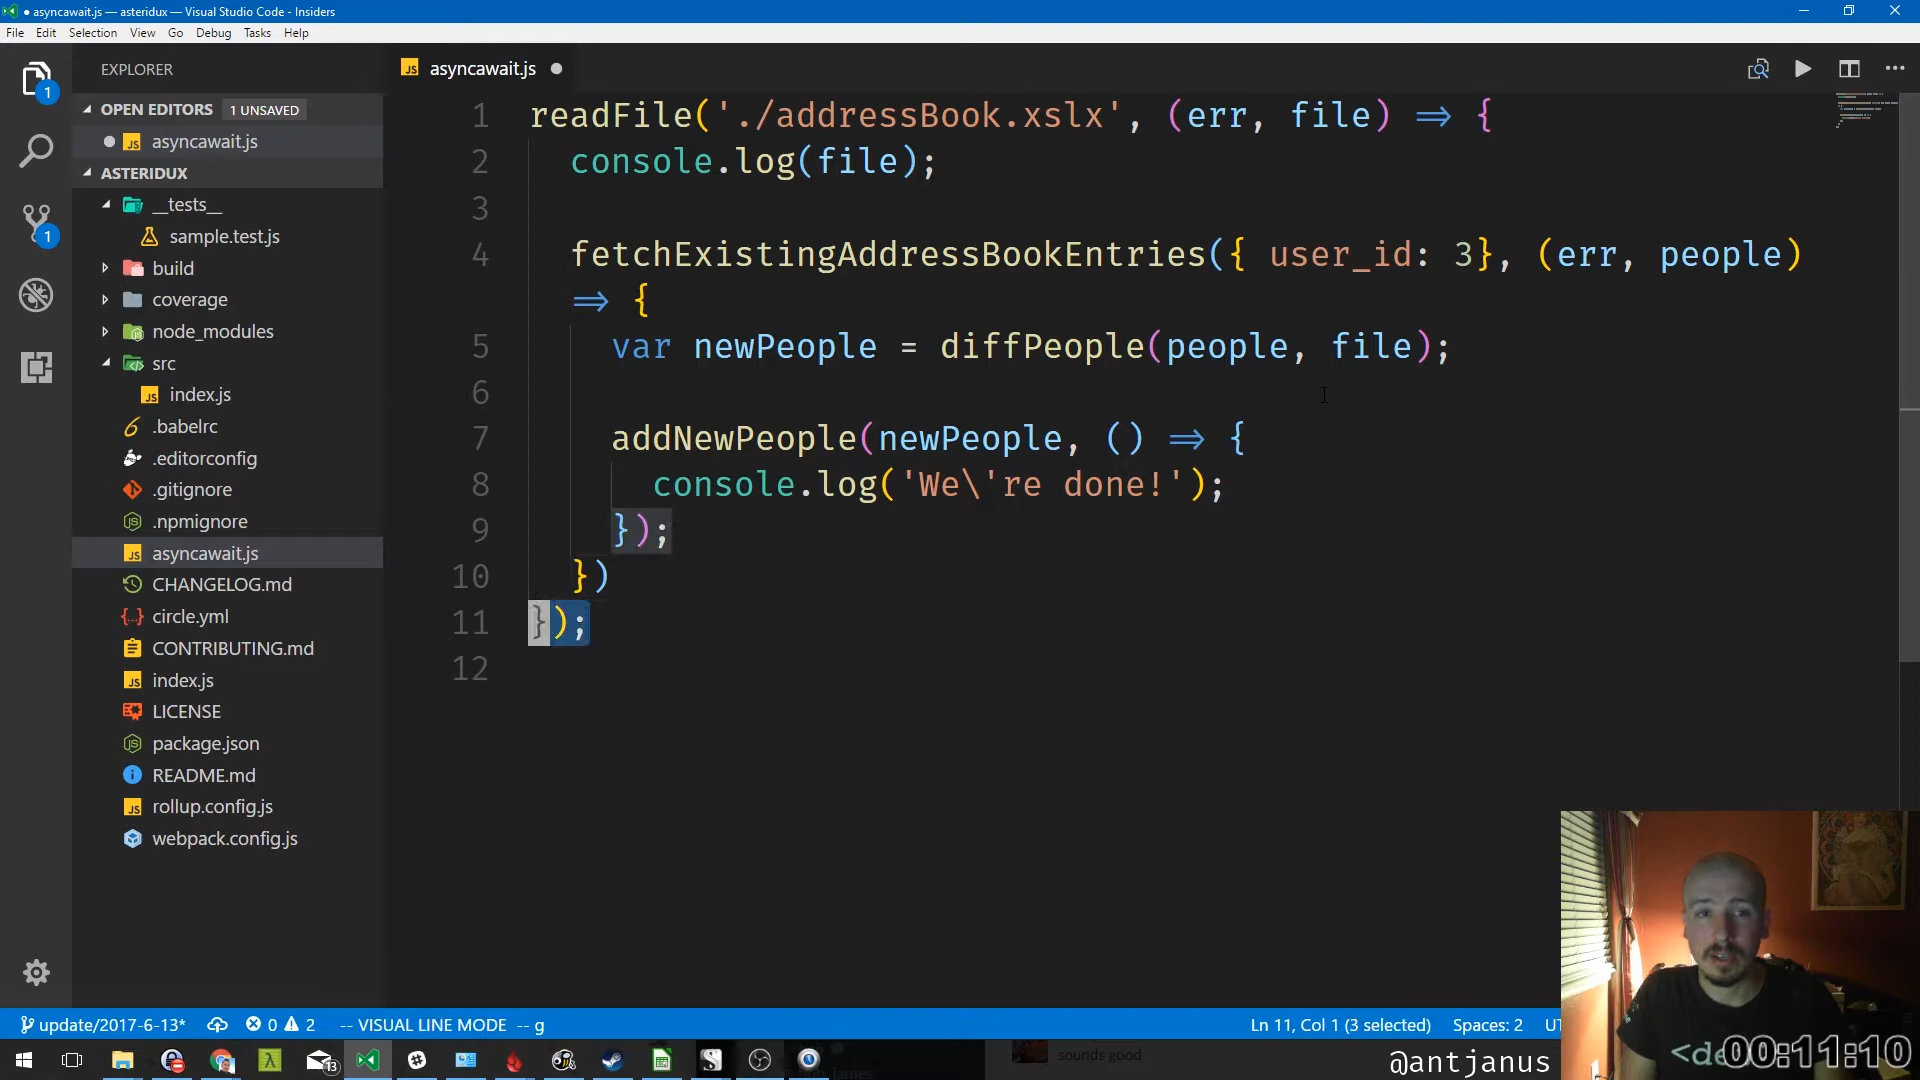 ● asyncawait.js — asteridux — Visual Studio Code - Insiders
File Edit Selection View Go Debug Tasks Help
EXPLORER
OPEN EDITORS 1 UNSAVED
asyncawait.js
ASTERIDUX
__tests__
sample.test.js
build
coverage
node_modules
src
index.js
.babelrc
.editorconfig
.gitignore
.npmignore
asyncawait.js
CHANGELOG.md
circle.yml
CONTRIBUTING.md
index.js
LICENSE
package.json
README.md
rollup.config.js
webpack.config.js
1
1
asyncawait.js
1 readFile('./addressBook.xslx', (err, file) => {
2 console.log(file);
3
4 fetchExistingAddressBookEntries({ user_id: 3}, (err, people)
=> {
5 var newPeople = diffPeople(people, file);
6
7 addNewPeople(newPeople, () => {
8 console.log('We\'re done!');
9 });
10 })
11 });
12
update/2017-6-13* 0 2 -- VISUAL LINE MODE -- g Ln 11, Col 1 (3 selected) Spaces: 2
13
sounds good
@antjanus
00:11:10